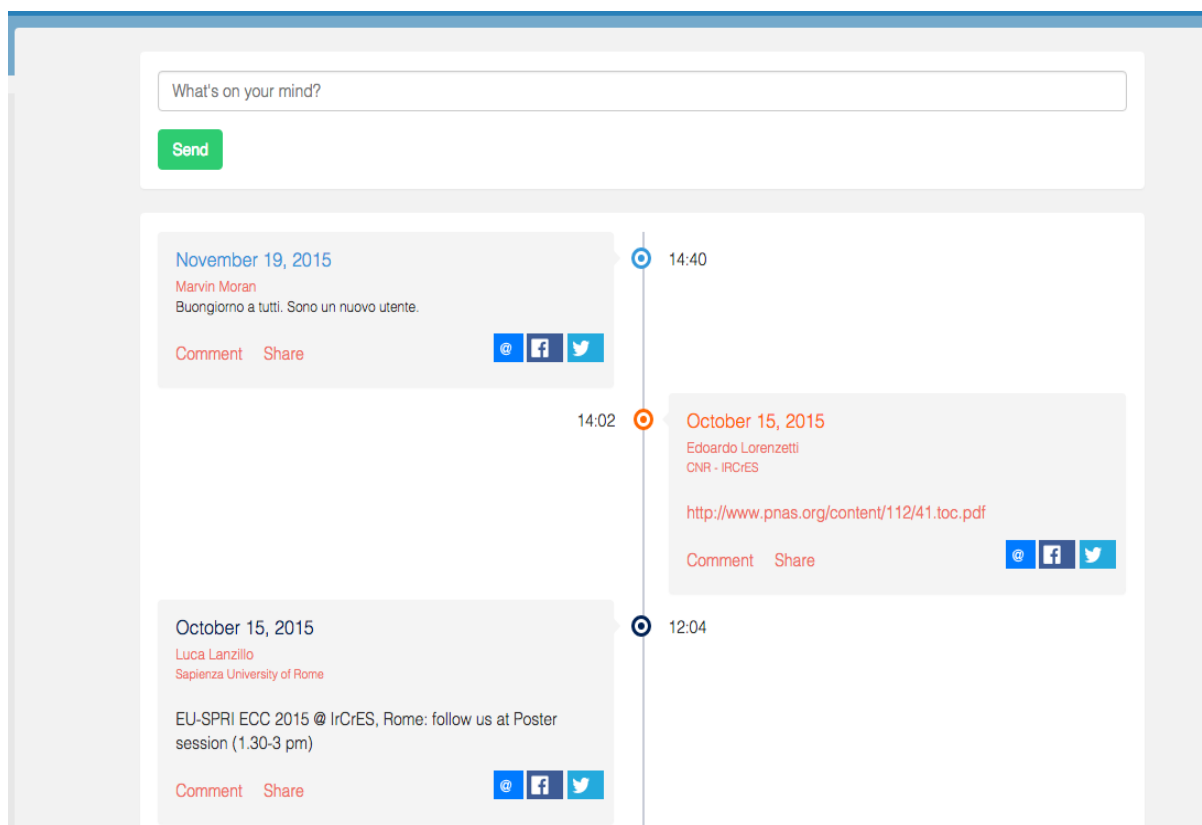 What's on your mind?
Send
November 19, 2015
14:40
Marvin Moran
Buongiorno a tutti. Sono un nuovo utente.
Comment Share @
14:02
October 15, 2015
Edoardo Lorenzetti
CNR - IRCrES
http://www.pnas.org/content/112/41.toc.pdf
Comment Share @
October 15, 2015
12:04
Luca Lanzillo
Sapienza University of Rome
EU-SPRI ECC 2015 @ IrCrES, Rome: follow us at Poster
session (1.30-3 pm)
Comment Share @